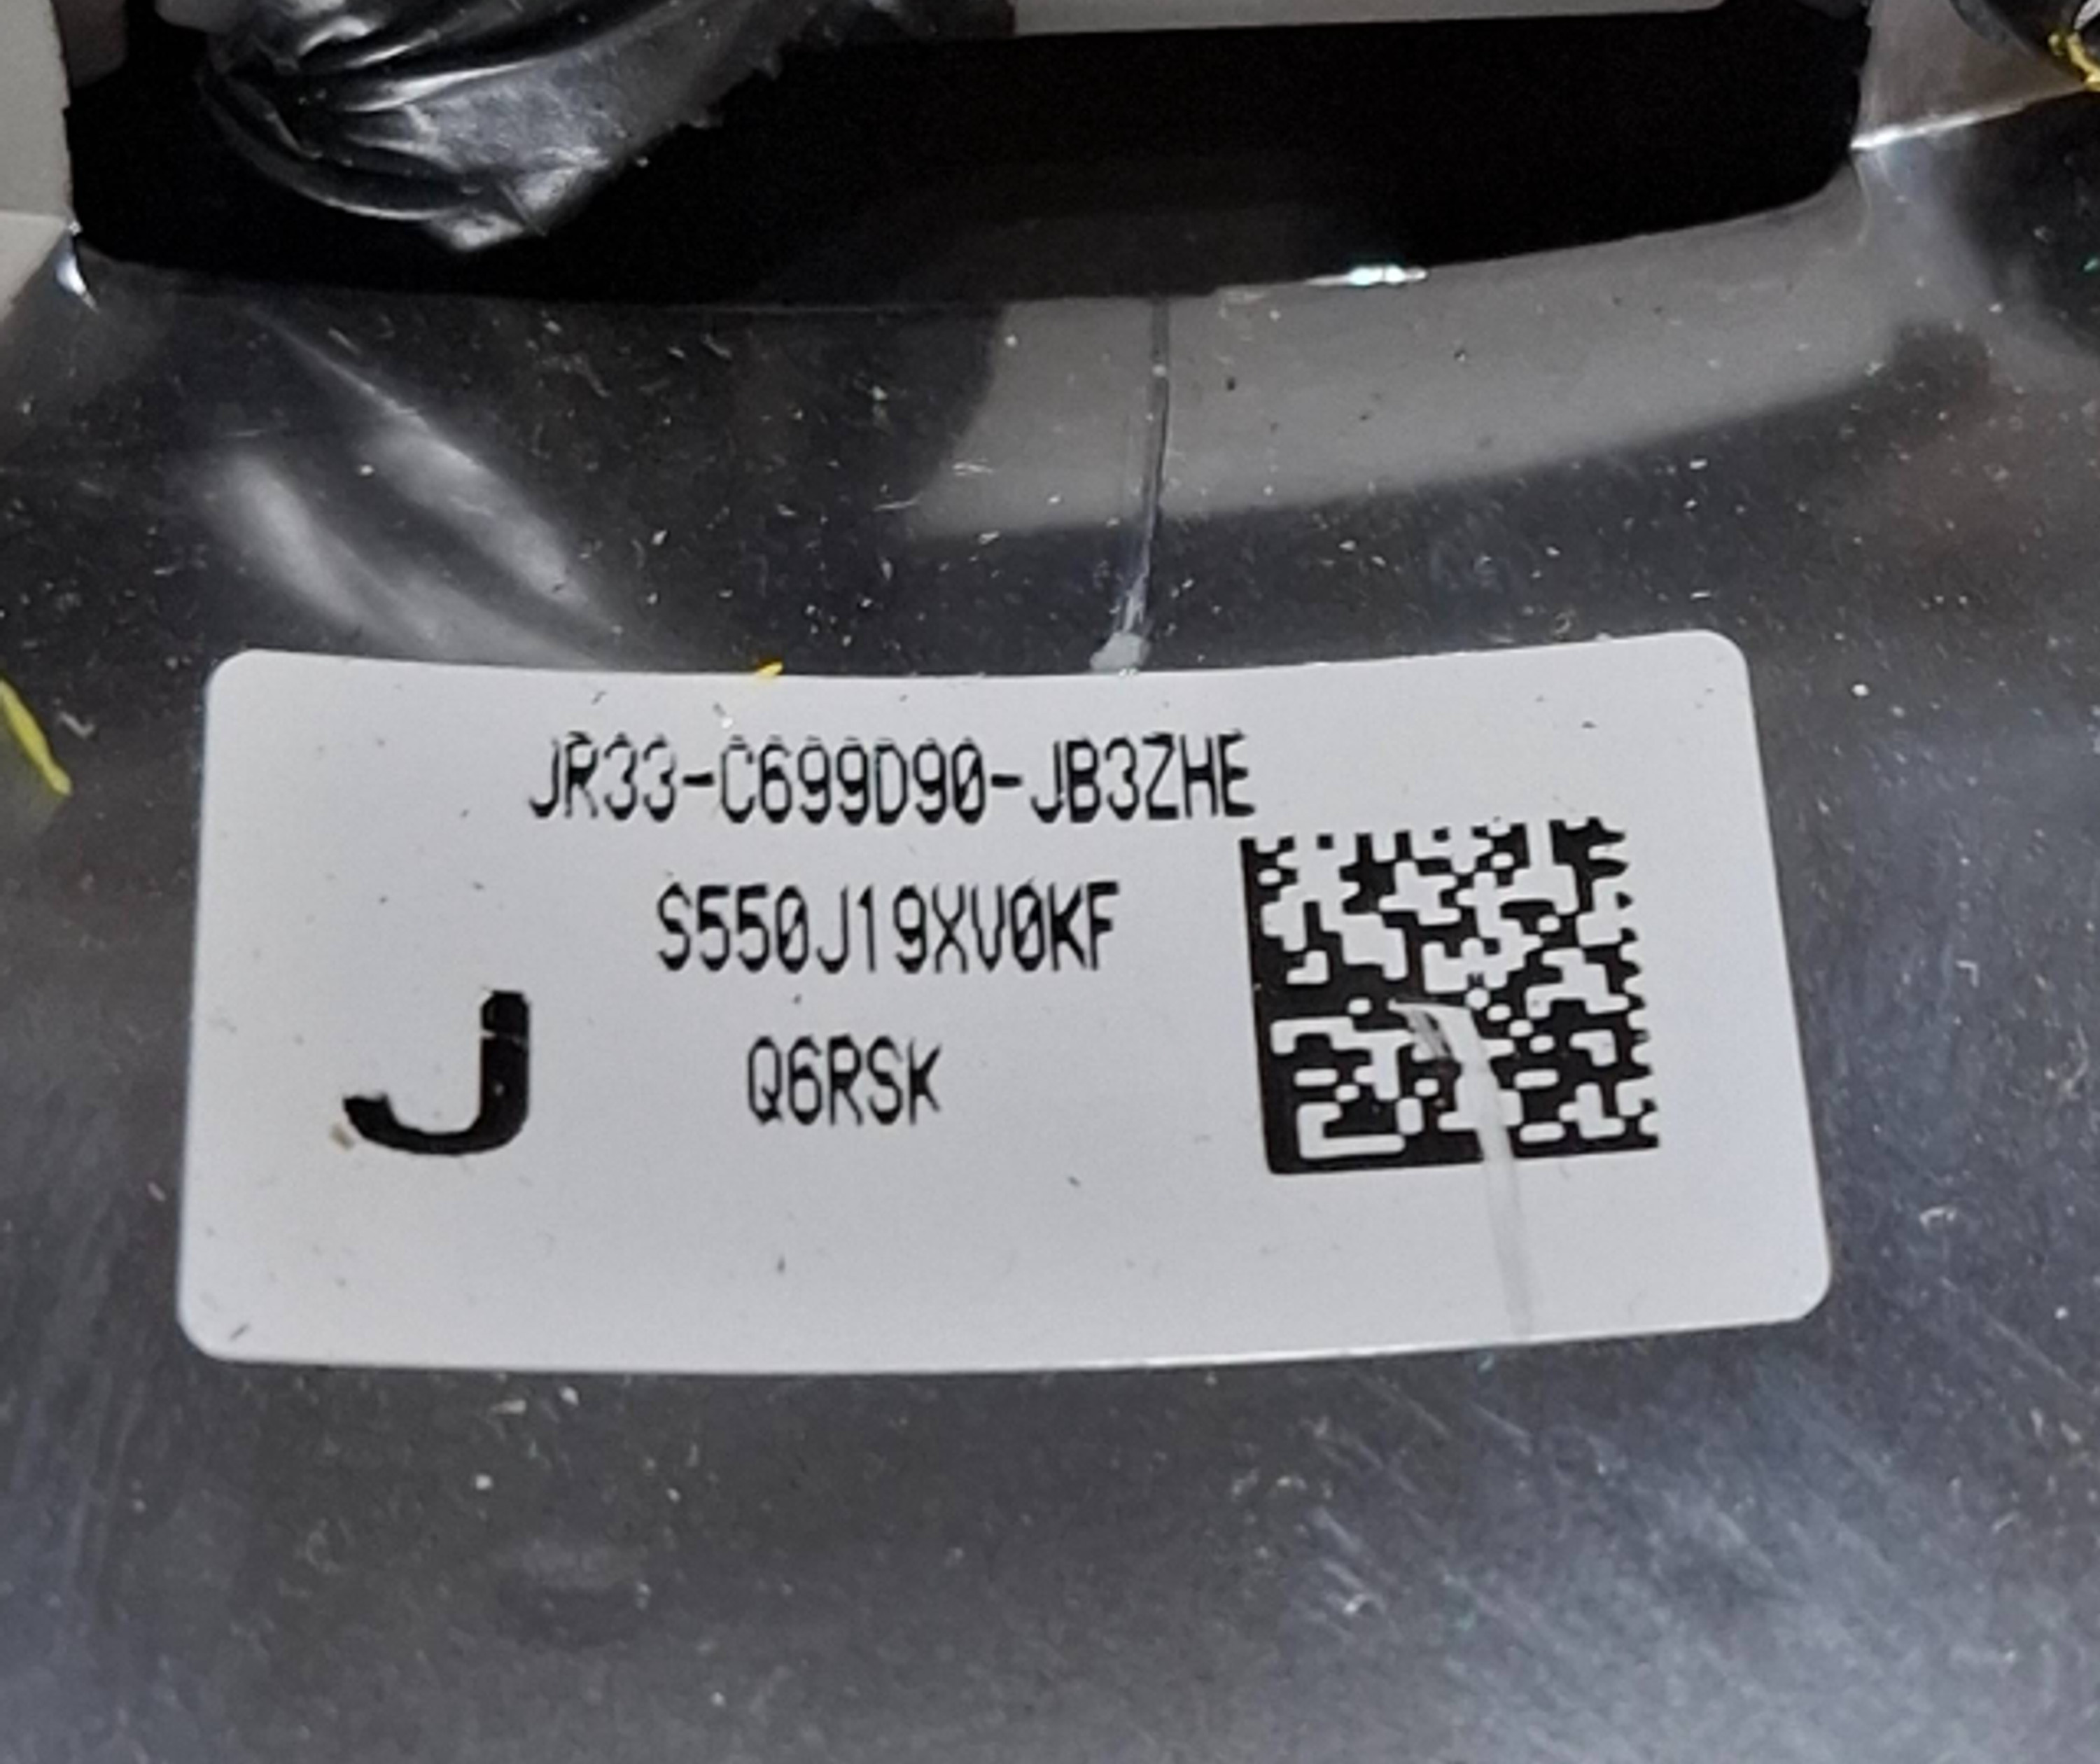 JR33-C699D90-JB3ZHE
S550J19XV0KF
Q6RSK
J